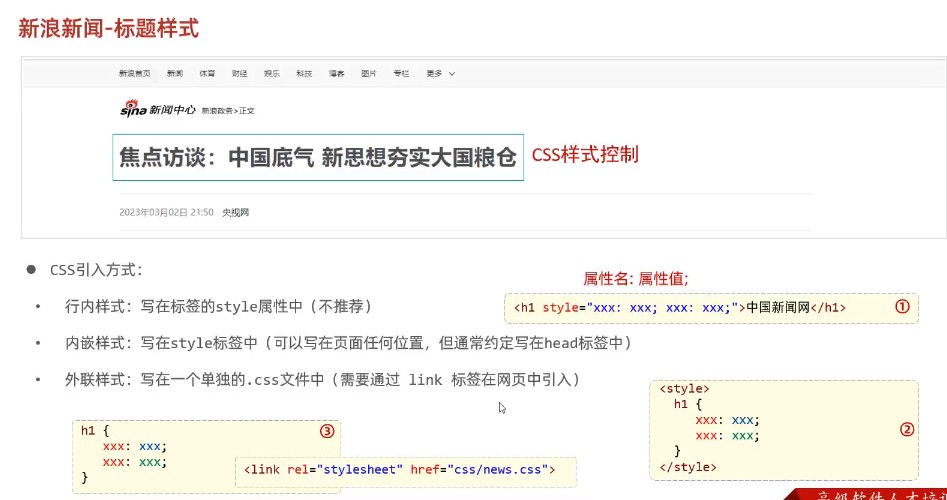 新浪新闻-标题样式
新浪首页 新闻 体育 财经 娱乐 科技 博客 图片 专栏 更多
sina 新闻中心 新浪政务>正文
焦点访谈：中国底气 新思想夯实大国粮仓 CSS样式控制
2023年03月02日 21:50 央视网
● CSS引入方式：
属性名: 属性值;
• 行内样式：写在标签的style属性中（不推荐）
<h1 style="xxx: xxx; xxx: xxx;">中国新闻网</h1> ①
• 内嵌样式：写在style标签中（可以写在页面任何位置，但通常约定写在head标签中）
• 外联样式：写在一个单独的.css文件中（需要通过 link 标签在网页中引入）
<style>
h1 {
xxx: xxx;
xxx: xxx; ②
}
</style>
h1 { ③
xxx: xxx;
xxx: xxx;
}
<link rel="stylesheet" href="css/news.css">
高级软件人才培训